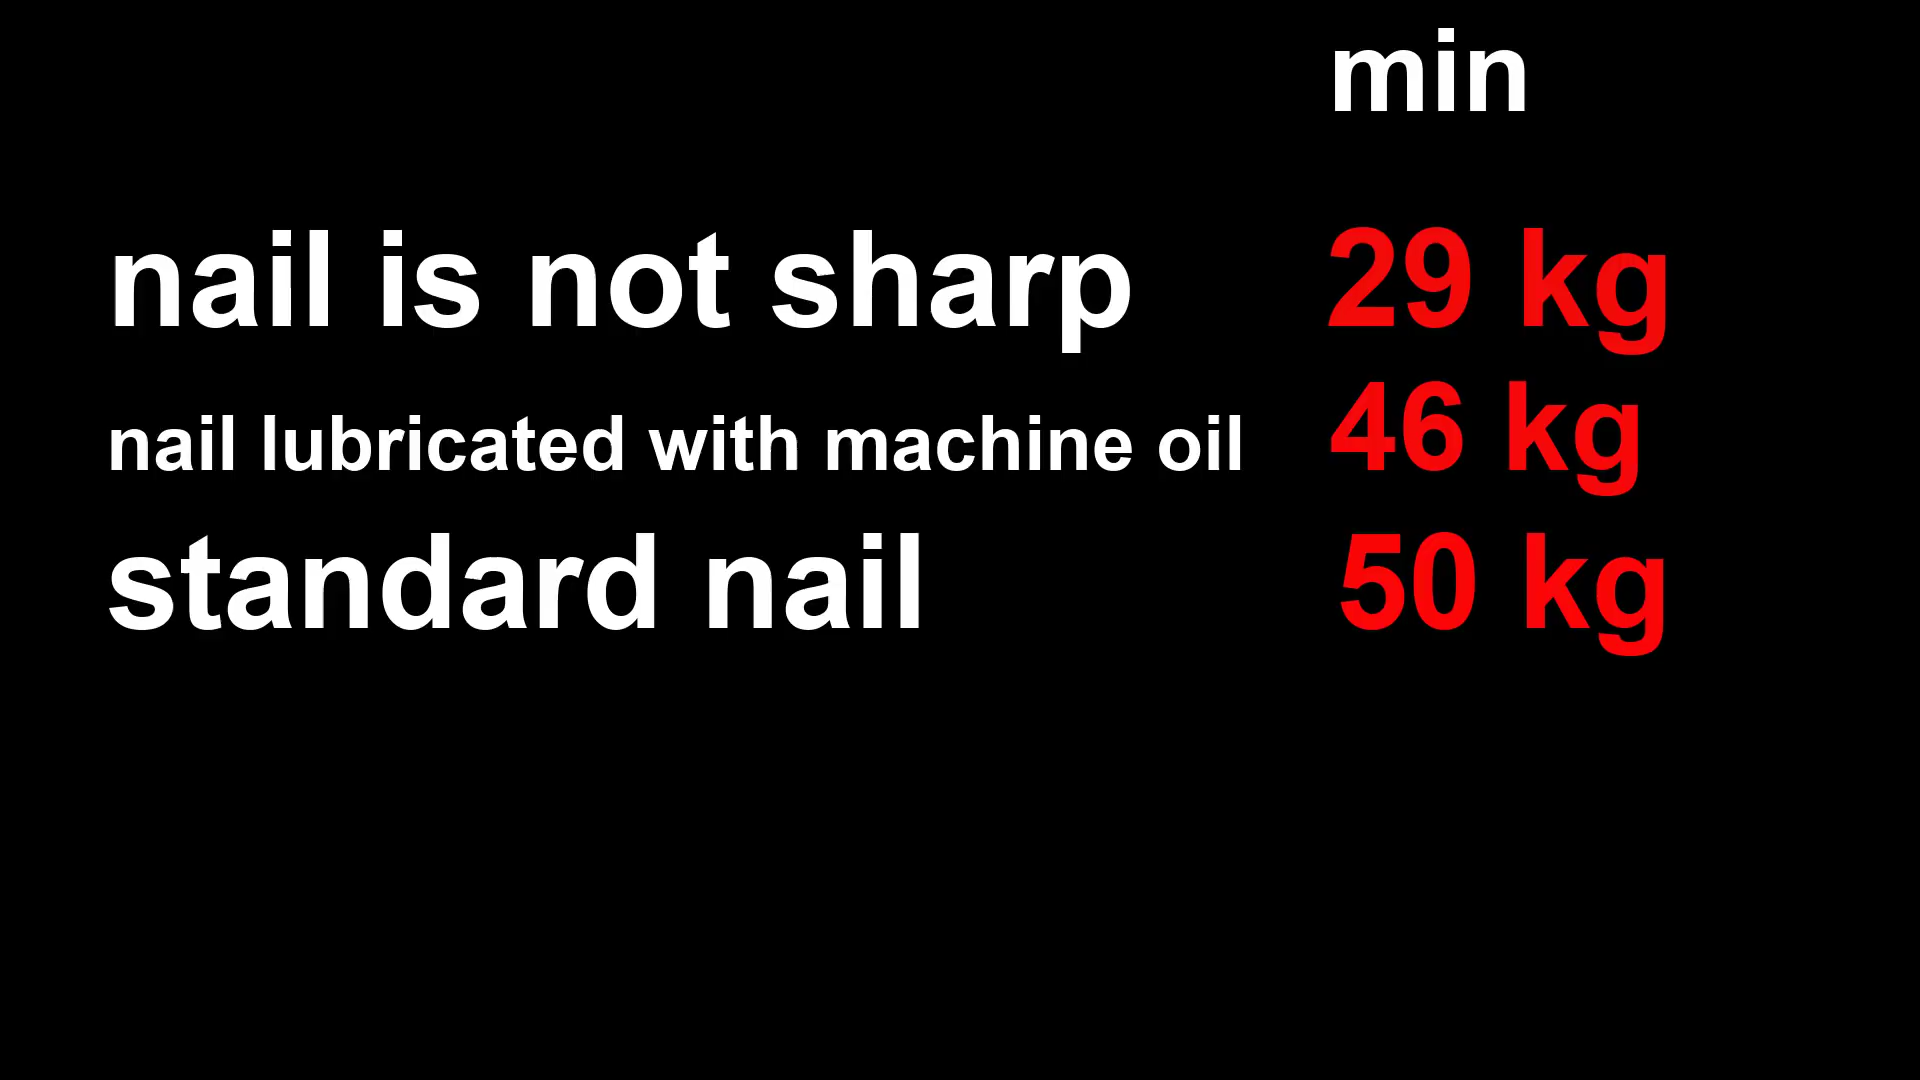 min
nail is not sharp 29 kg
nail lubricated with machine oil 46 kg
standard nail 50 kg